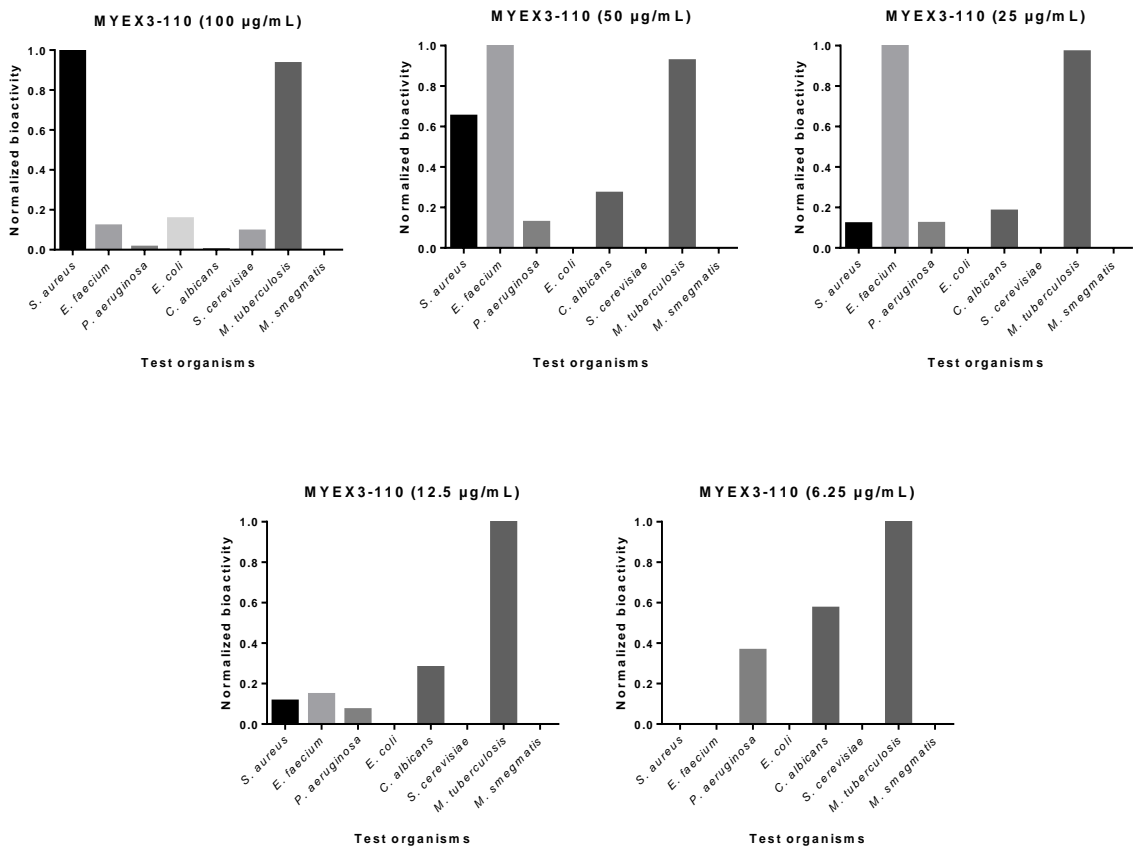 MYEX3-110 (100 µg/mL)
Normalized bioactivity
1.0
0.8
0.6
0.4
0.2
0.0
S. aureus
E. faecium
P. aeruginosa
E. coli
C. albicans
S. cerevisiae
M. tuberculosis
M. smegmatis
Test organisms
MYEX3-110 (50 µg/mL)
Normalized bioactivity
1.0
0.8
0.6
0.4
0.2
0.0
S. aureus
E. faecium
P. aeruginosa
E. coli
C. albicans
S. cerevisiae
M. tuberculosis
M. smegmatis
Test organisms
MYEX3-110 (25 µg/mL)
Normalized bioactivity
1.0
0.8
0.6
0.4
0.2
0.0
S. aureus
E. faecium
P. aeruginosa
E. coli
C. albicans
S. cerevisiae
M. tuberculosis
M. smegmatis
Test organisms
MYEX3-110 (12.5 µg/mL)
Normalized bioactivity
1.0
0.8
0.6
0.4
0.2
0.0
S. aureus
E. faecium
P. aeruginosa
E. coli
C. albicans
S. cerevisiae
M. tuberculosis
M. smegmatis
Test organisms
MYEX3-110 (6.25 µg/mL)
Normalized bioactivity
1.0
0.8
0.6
0.4
0.2
0.0
S. aureus
E. faecium
P. aeruginosa
E. coli
C. albicans
S. cerevisiae
M. tuberculosis
M. smegmatis
Test organisms